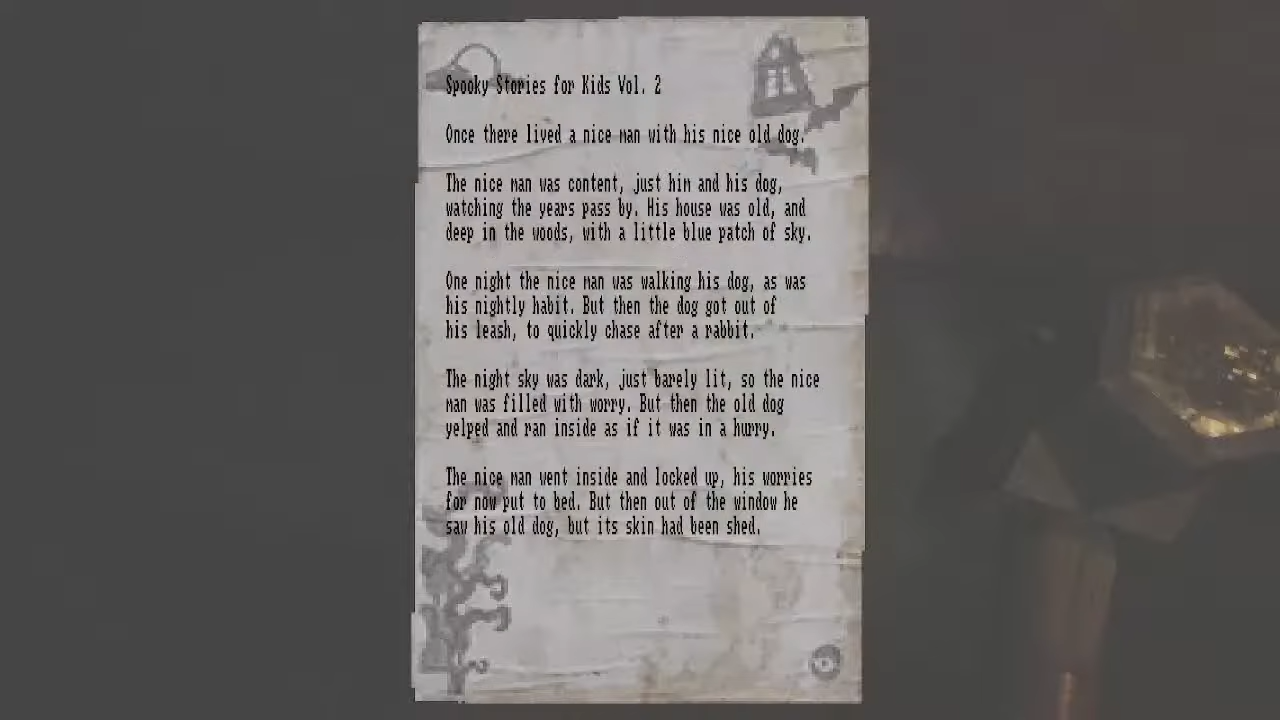 Spooky Stories for Kids Vol. 2
Once there lived a nice man with his nice old dog.
The nice man was content, just him and his dog,
watching the years pass by. His house was old, and
deep in the woods, with a little blue patch of sky.
One night the nice man was walking his dog, as was
his nightly habit. But then the dog got out of
his leash, to quickly chase after a rabbit.
The night sky was dark, just barely lit, so the nice
man was filled with worry. But then the old dog
yelped and ran inside as if it was in a hurry.
The nice man went inside and locked up, his worries
for now put to bed. But then out of the window he
saw his old dog, but its skin had been shed.